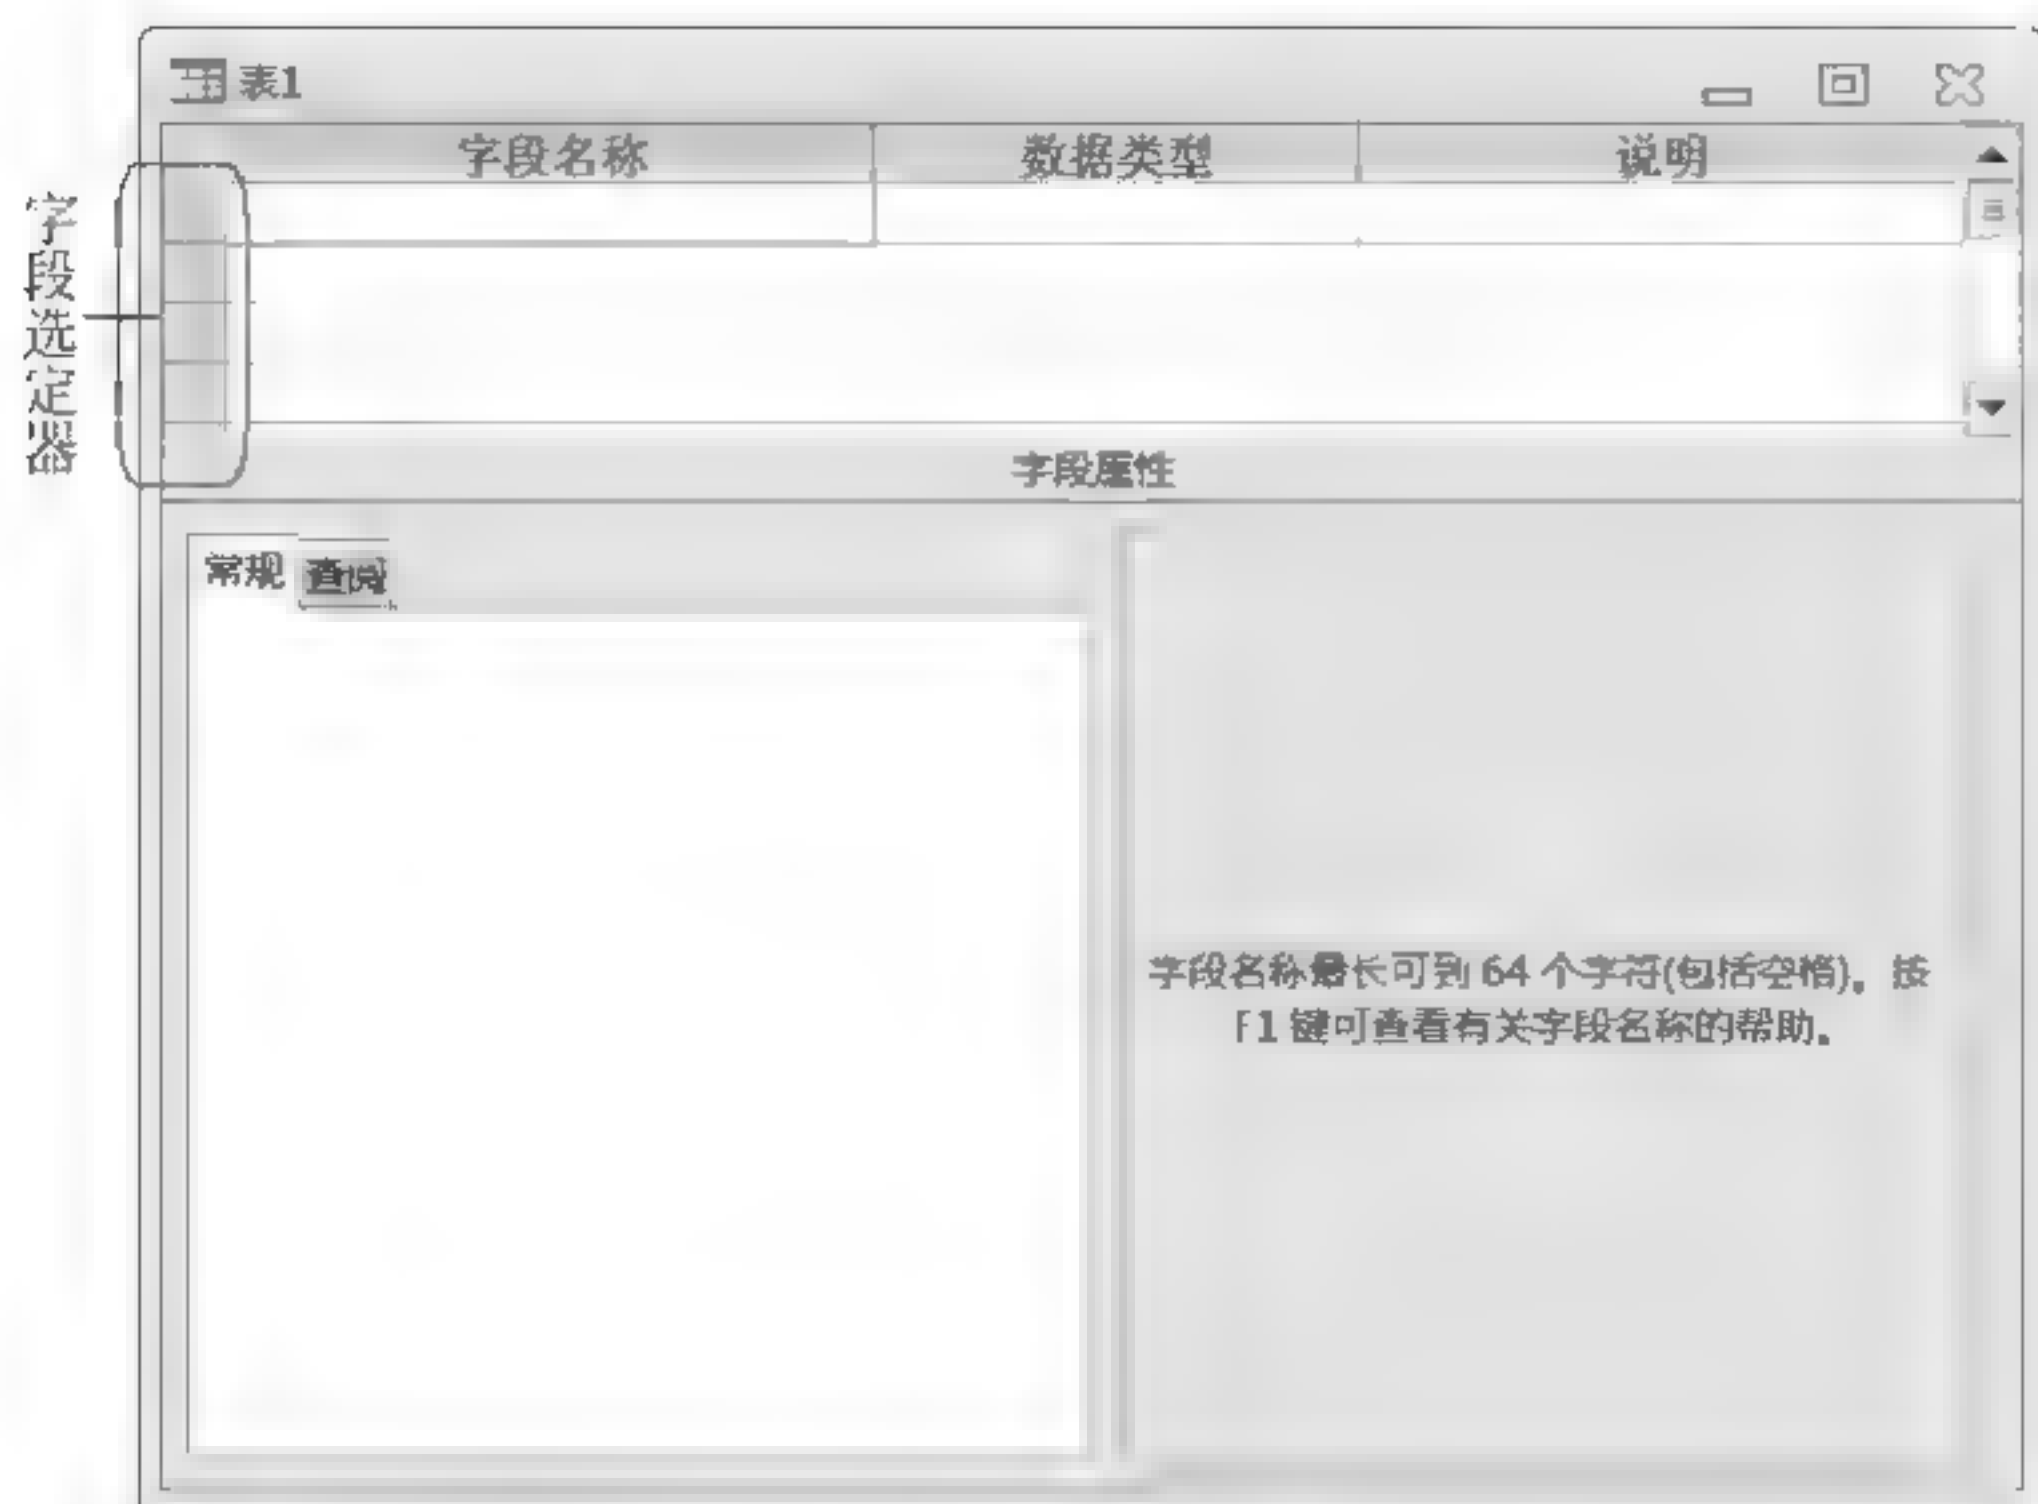 表1
字段名称 数据类型 说明
字段选定器
字段属性
常规 查阅
字段名称最长可到 64 个字符(包括空格)。按
F1 键可查看有关字段名称的帮助。